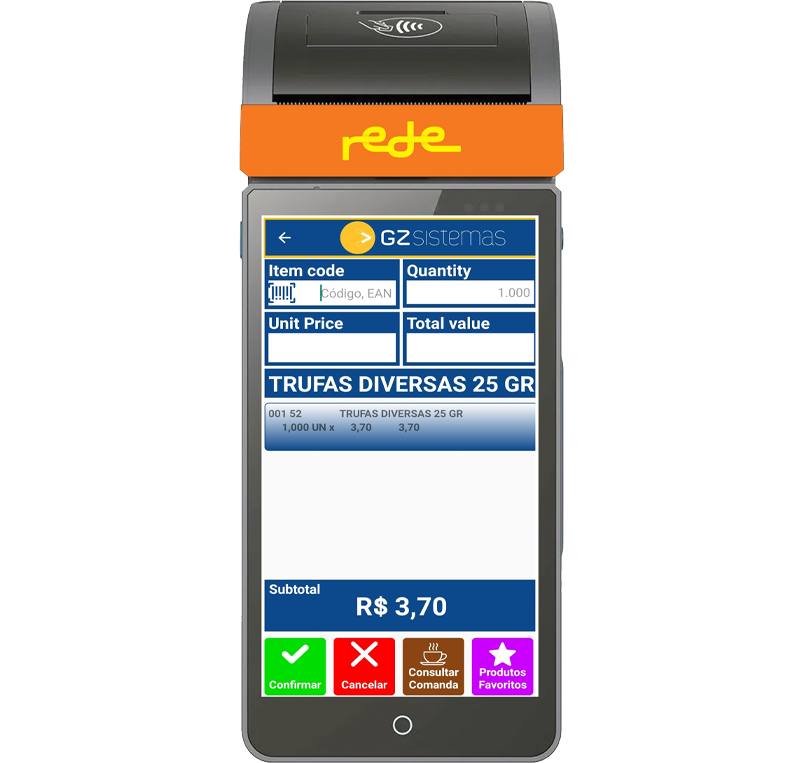 rede
GZ sistemas
Item code
Quantity
Código, EAN
1.000
Unit Price
Total value
TRUFAS DIVERSAS 25 GR
001 52 TRUFAS DIVERSAS 25 GR
1,000 UN x 3,70 3,70
Subtotal
R$ 3,70
Confirmar
Cancelar
Consultar
Comanda
Produtos
Favoritos